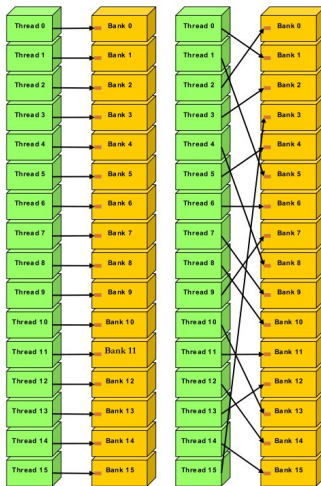 Thread 0 Bank 0 Thread 0 Bank 0
Thread 1 Bank 1 Thread 1 Bank 1
Thread 2 Bank 2 Thread 2 Bank 2
Thread 3 Bank 3 Thread 3 Bank 3
Thread 4 Bank 4 Thread 4 Bank 4
Thread 5 Bank 5 Thread 5 Bank 5
Thread 6 Bank 6 Thread 6 Bank 6
Thread 7 Bank 7 Thread 7 Bank 7
Thread 8 Bank 8 Thread 8 Bank 8
Thread 9 Bank 9 Thread 9 Bank 9
Thread 10 Bank 10 Thread 10 Bank 10
Thread 11 Bank 11 Thread 11 Bank 11
Thread 12 Bank 12 Thread 12 Bank 12
Thread 13 Bank 13 Thread 13 Bank 13
Thread 14 Bank 14 Thread 14 Bank 14
Thread 15 Bank 15 Thread 15 Bank 15